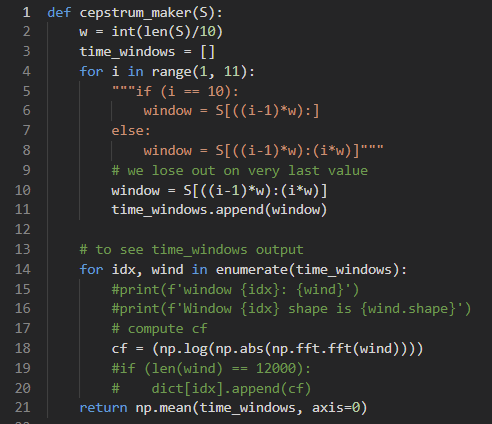 1 def cepstrum_maker(S):
2     w = int(len(S)/10)
3     time_windows = []
4     for i in range(1, 11):
5         """if (i == 10):
6             window = S[((i-1)*w):]
7         else:
8             window = S[((i-1)*w):(i*w)]"""
9         # we lose out on very last value
10         window = S[((i-1)*w):(i*w)]
11         time_windows.append(window)
12
13     # to see time_windows output
14     for idx, wind in enumerate(time_windows):
15         #print(f'window {idx}: {wind}')
16         #print(f'Window {idx} shape is {wind.shape}')
17         # compute cf
18         cf = (np.log(np.abs(np.fft.fft(wind))))
19         #if (len(wind) == 12000):
20         #    dict[idx].append(cf)
21     return np.mean(time_windows, axis=0)